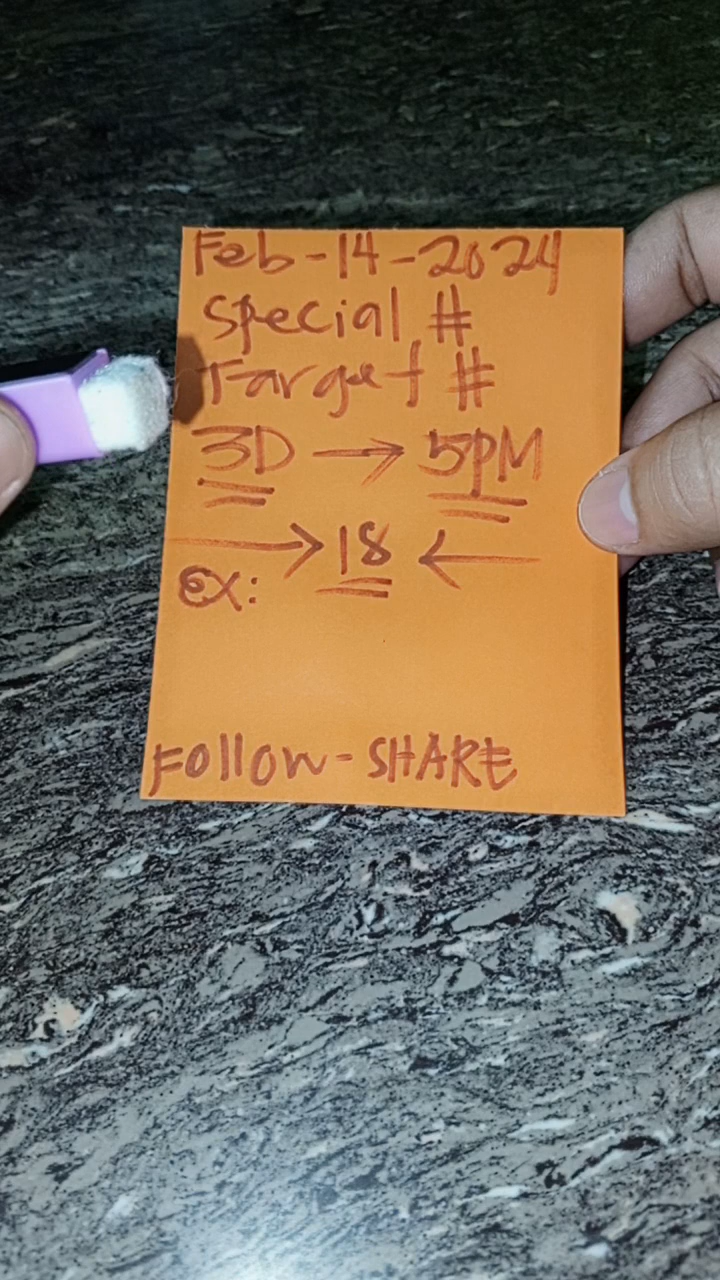 Feb-14-2024
Special #
Target #
3D → 5PM
→ 18 ←
ex:
Follow-SHARE